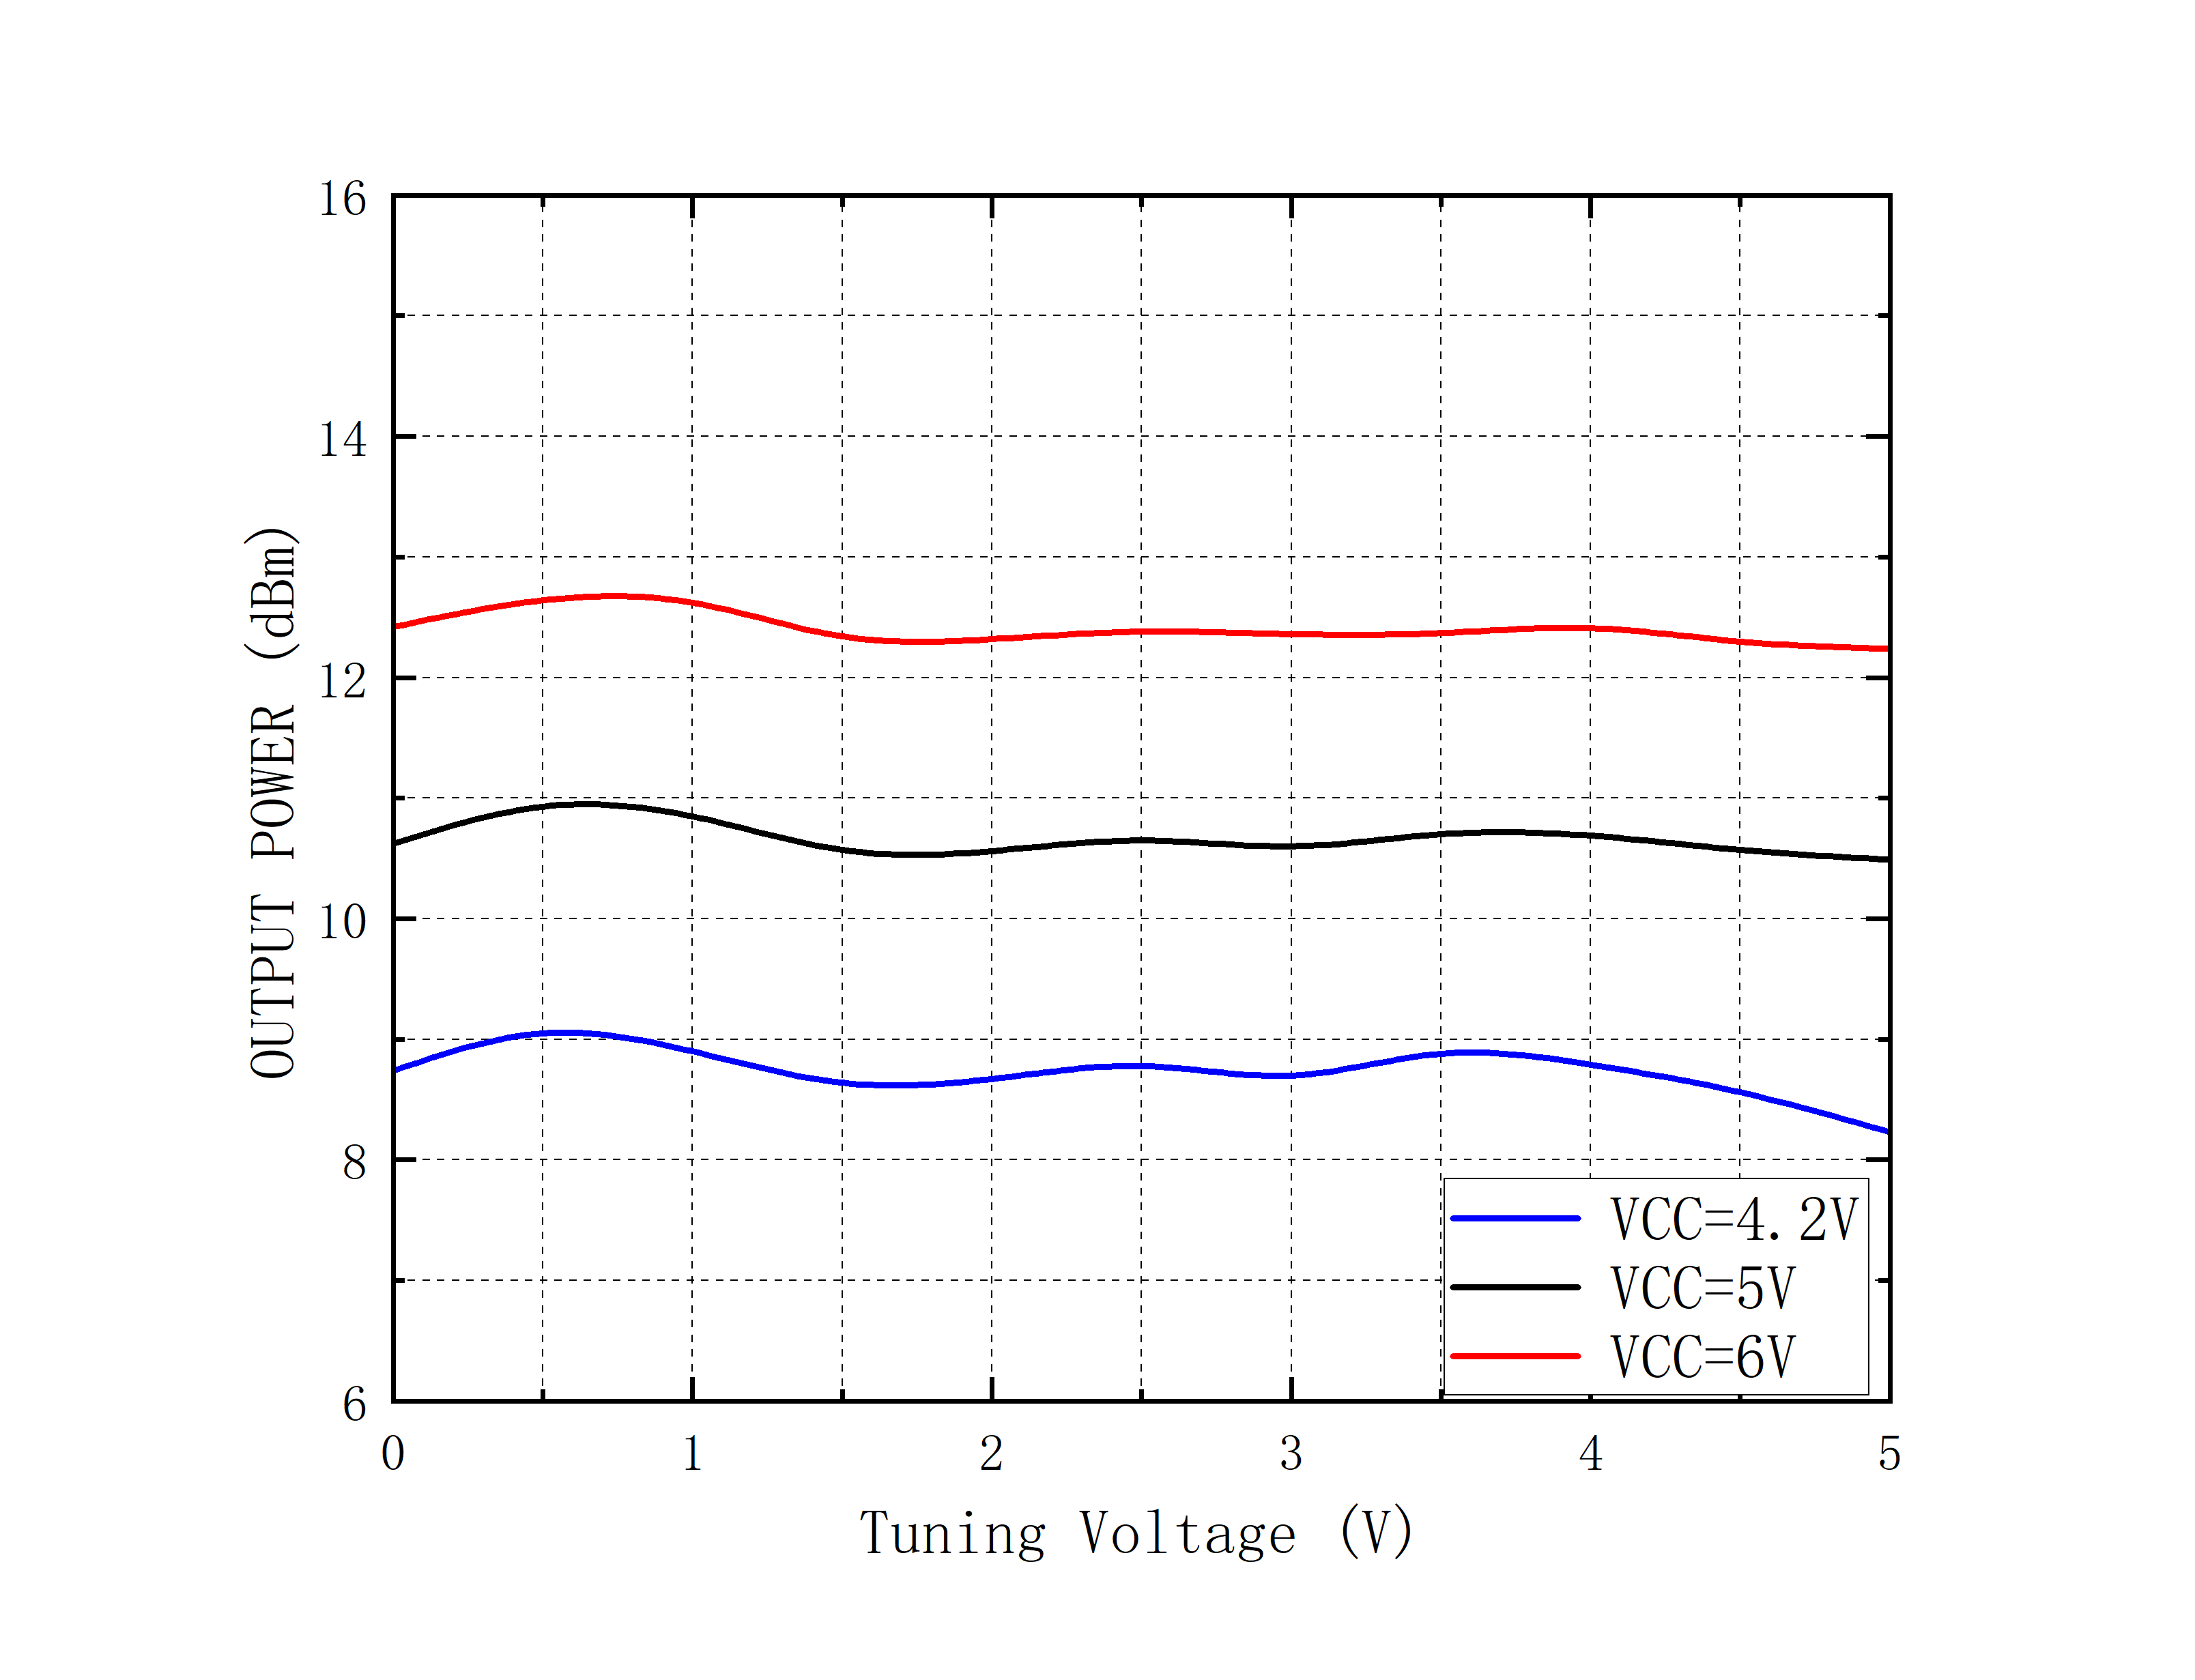 16
14
12
10
8
6
OUTPUT POWER (dBm)
0 1 2 3 4 5
Tuning Voltage (V)
VCC=4.2V
VCC=5V
VCC=6V